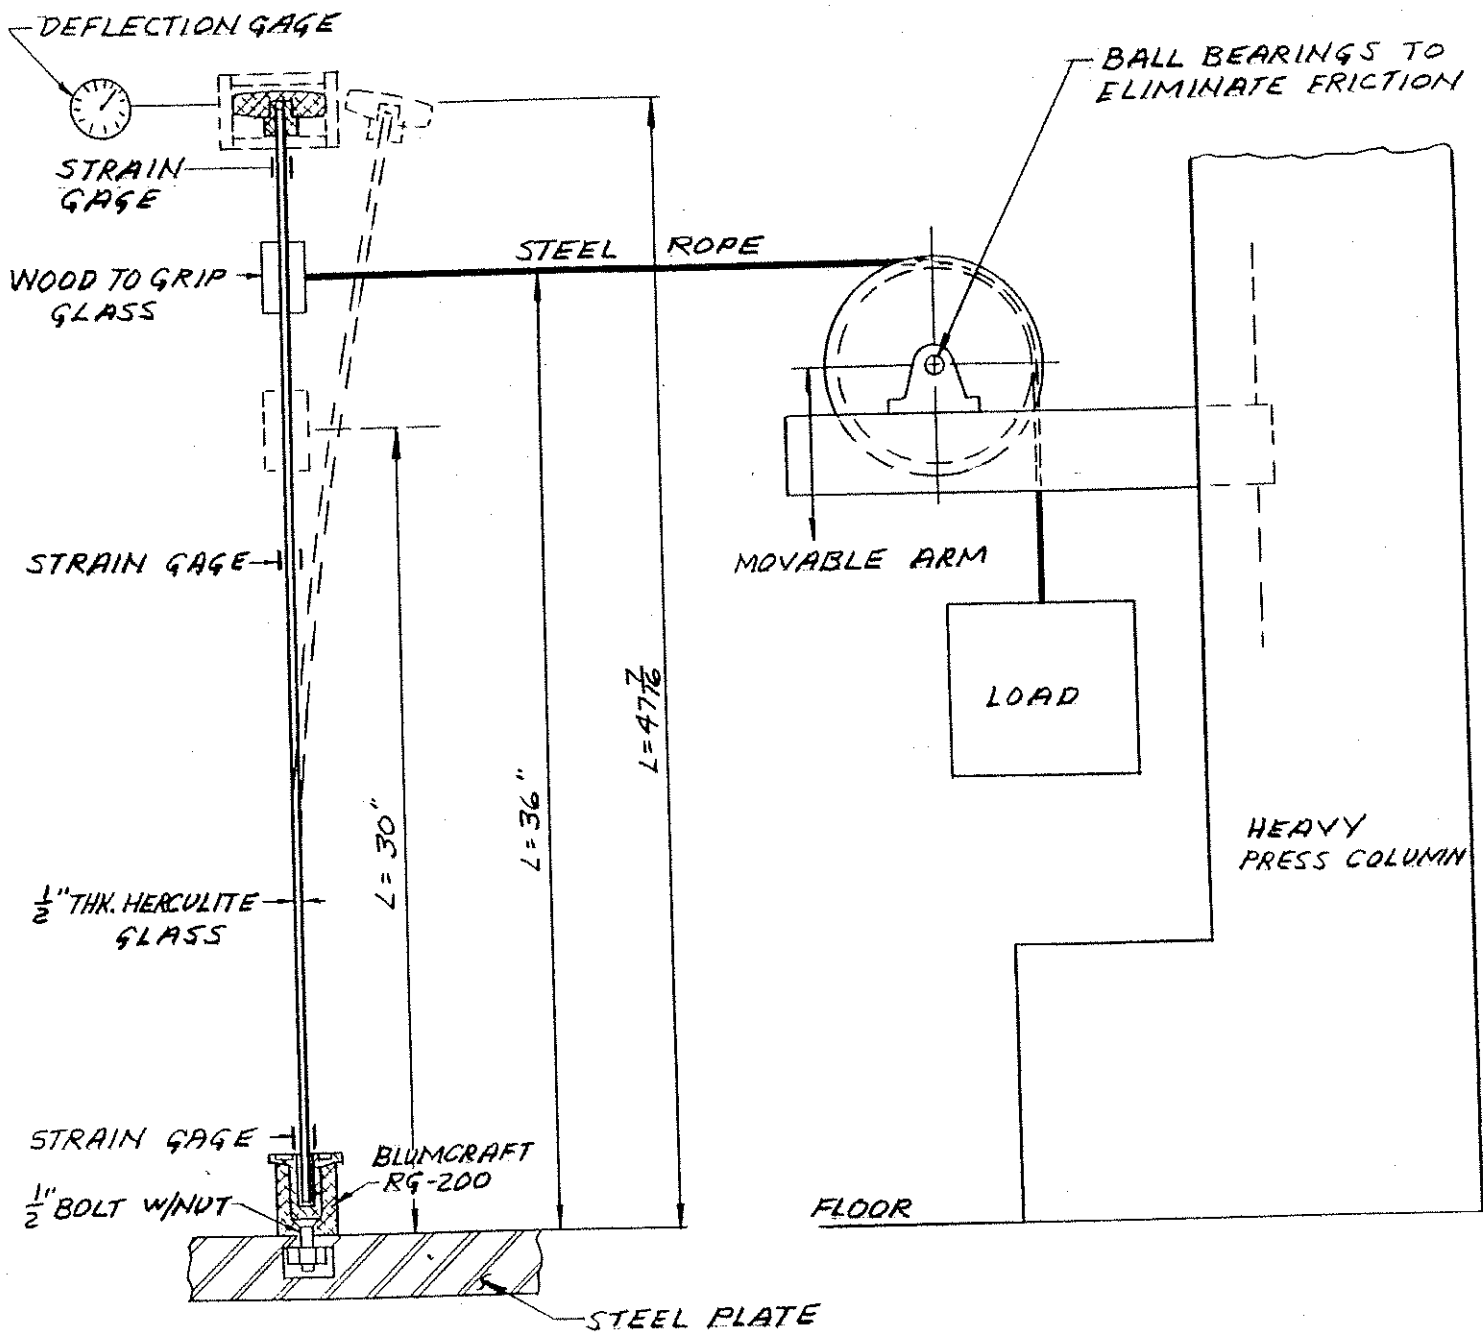 DEFLECTION GAGE
BALL BEARINGS TO
ELIMINATE FRICTION
STRAIN
GAGE
STEEL ROPE
WOOD TO GRIP
GLASS
STRAIN GAGE
MOVABLE ARM
LOAD
L=47 7/16
L=36"
L=30"
HEAVY
PRESS COLUMN
1/2" THK. HERCULITE
GLASS
STRAIN GAGE
BLUMCRAFT
RG-200
1/2" BOLT W/NUT
FLOOR
STEEL PLATE